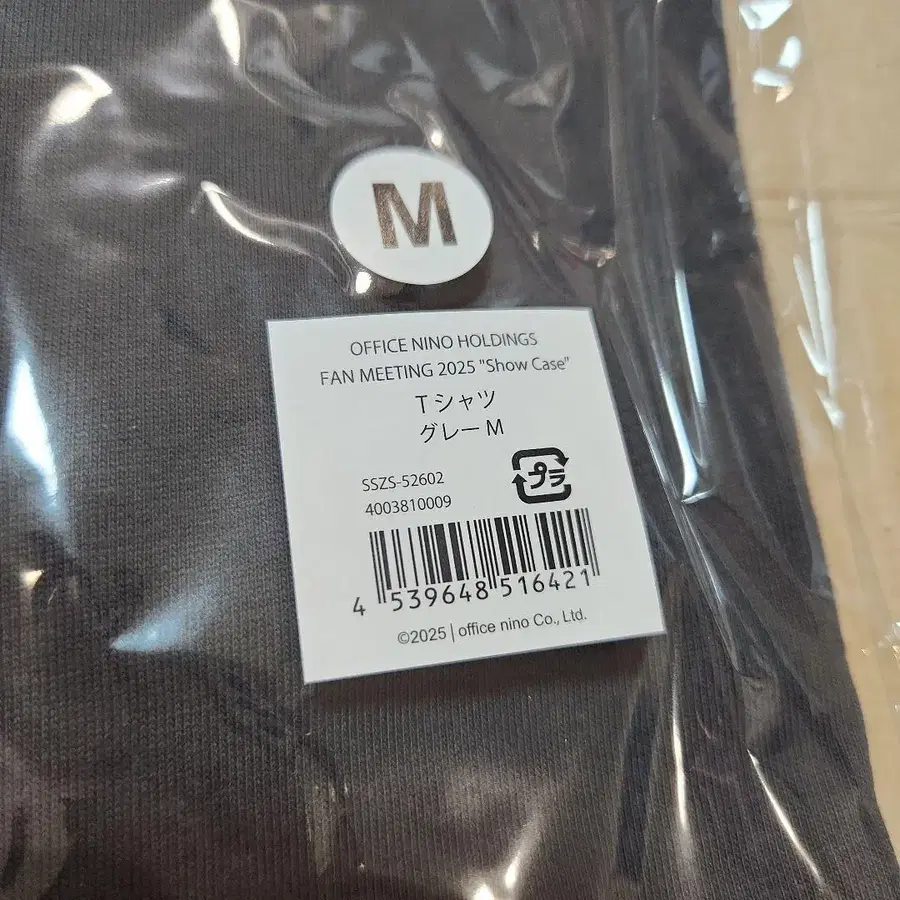 M
OFFICE NINO HOLDINGS
FAN MEETING 2025 "Show Case"
Tシャツ
グレー M
SSZS-52602
プラ
4003810009
4 539648 516421
©2025 | office nino Co., Ltd.